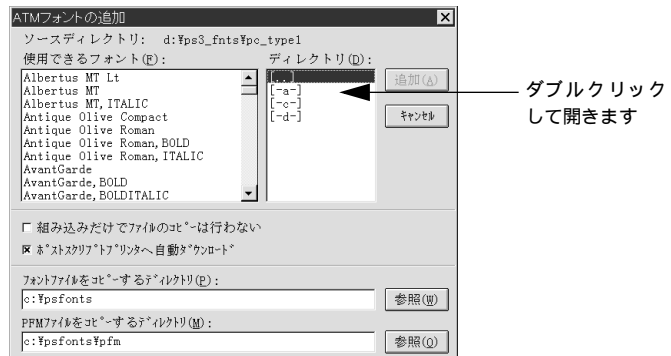 ATMフォントの追加
ソースディレクトリ: d:¥ps3_fnts¥pc_type1
使用できるフォント(F):
ディレクトリ(D):
Albertus MT Lt
Albertus MT
Albertus MT,ITALIC
Antique Olive Compact
Antique Olive Roman
Antique Olive Roman,BOLD
Antique Olive Roman,ITALIC
AvantGarde
AvantGarde,BOLD
AvantGarde,BOLDITALIC
[..]
[-a-]
[-c-]
[-d-]
追加(A)
キャンセル
ダブルクリック
して開きます
組み込みだけでファイルのコピーは行わない
ポストスクリプトプリンタへ自動ダウンロード
フォントファイルをコピーするディレクトリ(P):
c:¥psfonts
参照(W)
PFMファイルをコピーするディレクトリ(M):
c:¥psfonts¥pfm
参照(O)